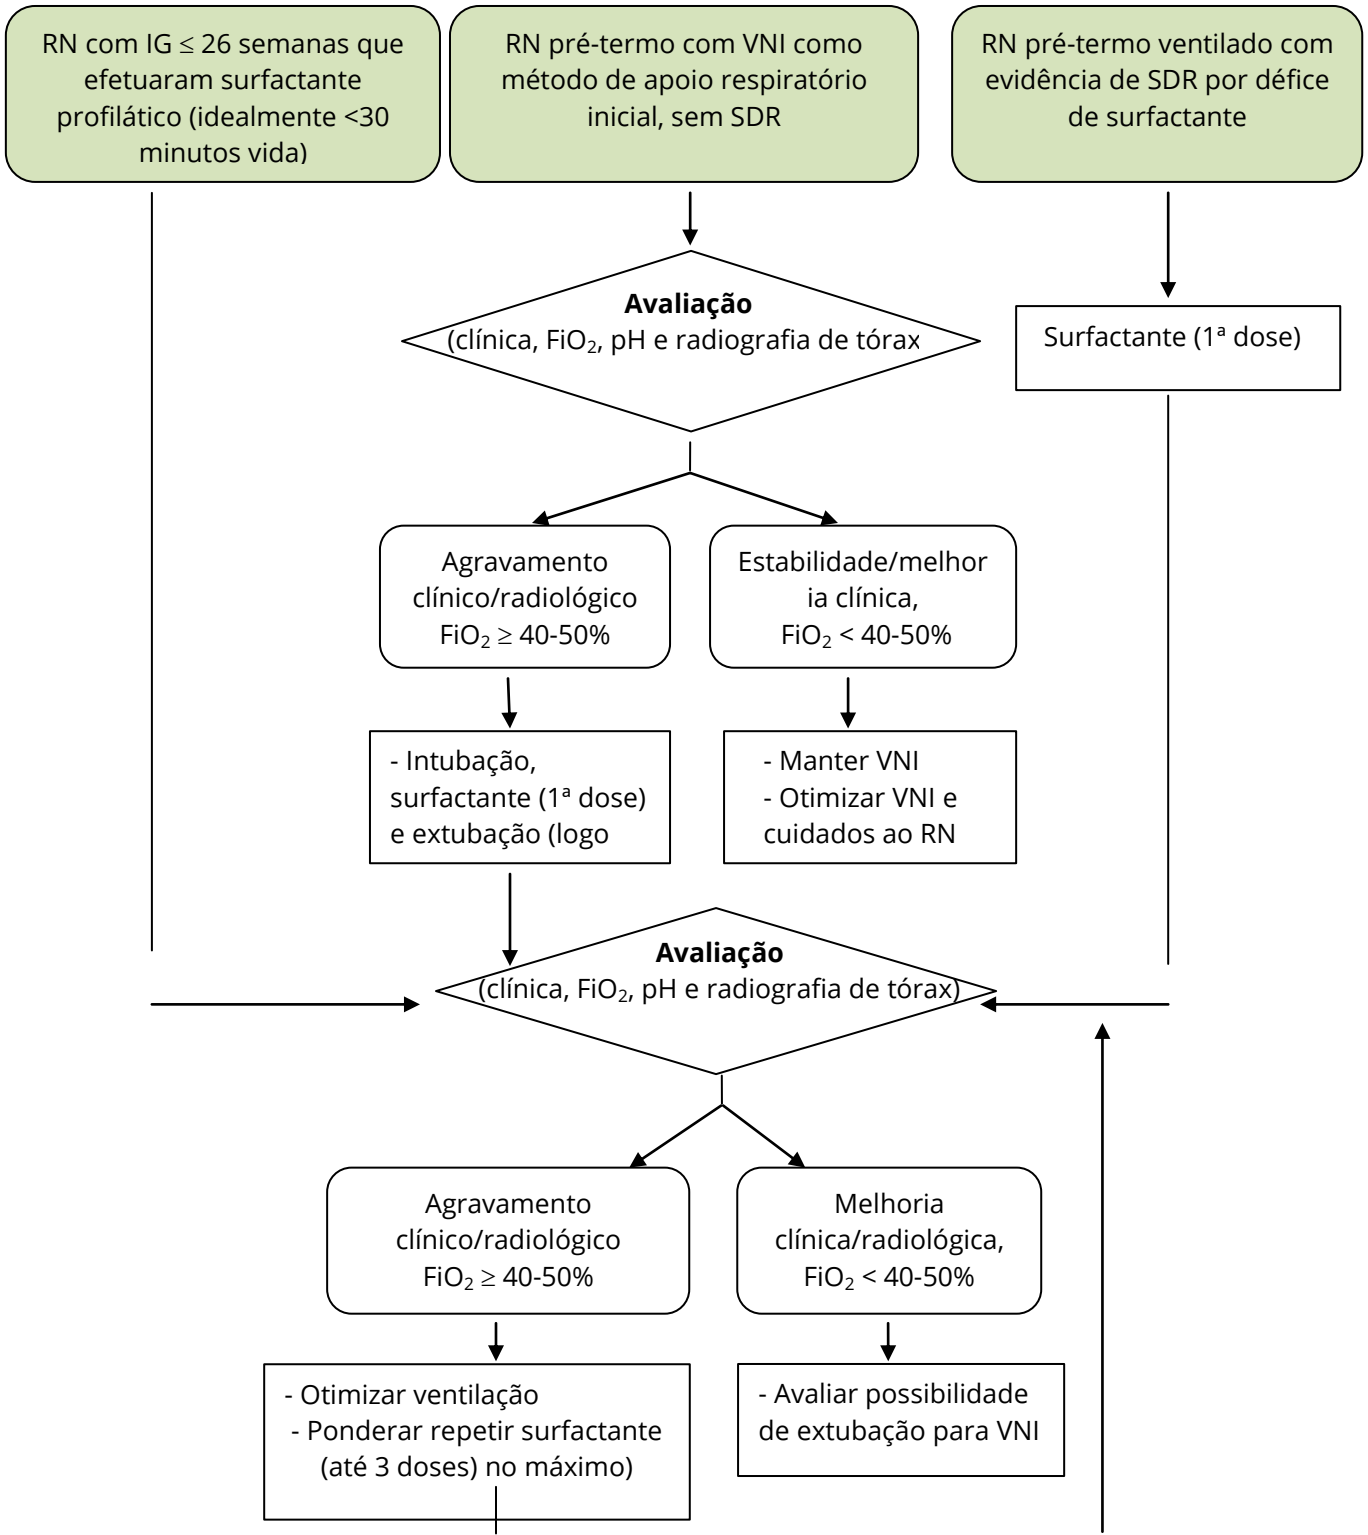 RN com IG ≤ 26 semanas que
efetuaram surfactante
profilático (idealmente <30
minutos vida)
RN pré-termo com VNI como
método de apoio respiratório
inicial, sem SDR
RN pré-termo ventilado com
evidência de SDR por défice
de surfactante
Avaliação
(clínica, FiO₂, pH e radiografia de tórax
Surfactante (1ª dose)
Agravamento
clínico/radiológico
FiO₂ ≥ 40-50%
Estabilidade/melhor
ia clínica,
FiO₂ < 40-50%
- Intubação,
surfactante (1ª dose)
e extubação (logo
- Manter VNI
- Otimizar VNI e
cuidados ao RN
Avaliação
(clínica, FiO₂, pH e radiografia de tórax)
Agravamento
clínico/radiológico
FiO₂ ≥ 40-50%
Melhoria
clínica/radiológica,
FiO₂ < 40-50%
- Otimizar ventilação
- Ponderar repetir surfactante
(até 3 doses) no máximo)
- Avaliar possibilidade
de extubação para VNI